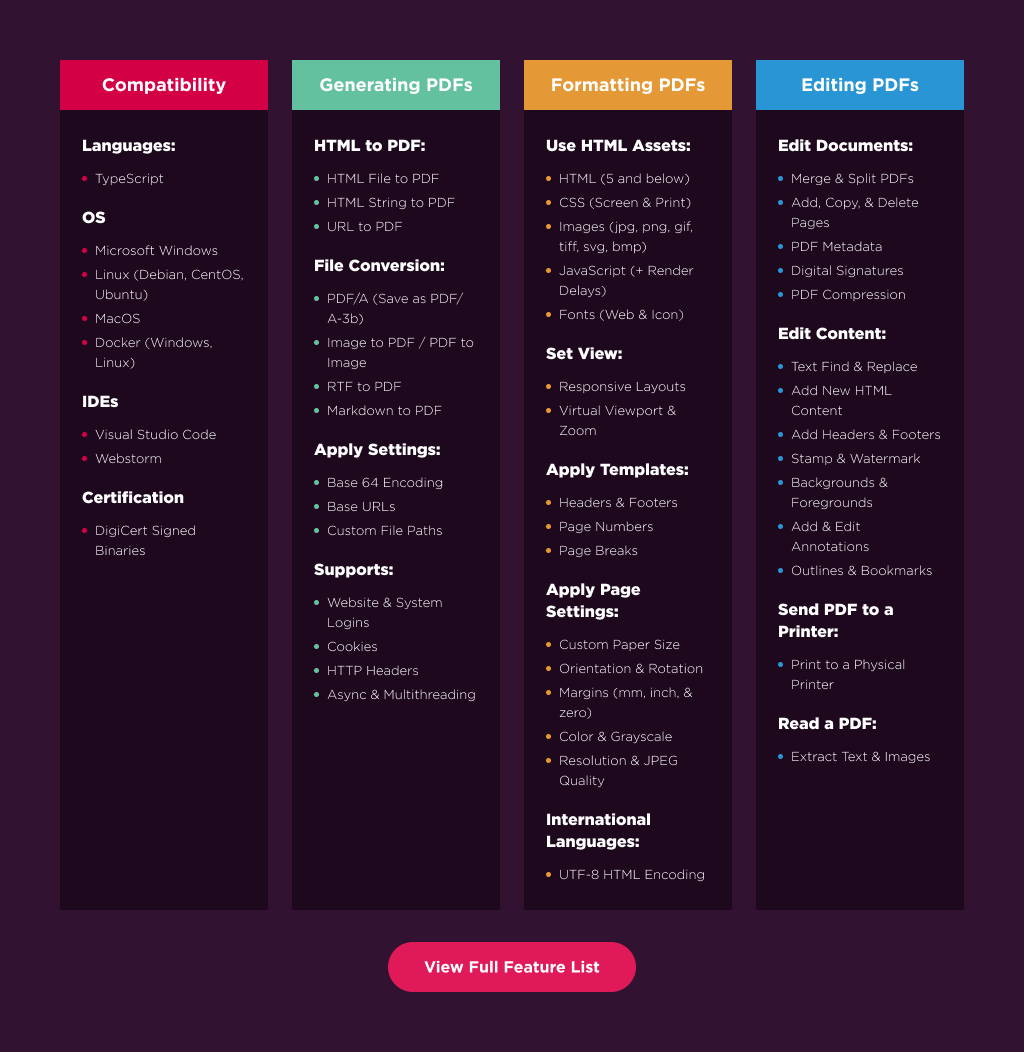 Compatibility
Languages:
TypeScript
OS
Microsoft Windows
Linux (Debian, CentOS,
Ubuntu)
MacOS
Docker (Windows,
Linux)
IDEs
Visual Studio Code
Webstorm
Certification
DigiCert Signed
Binaries
Generating PDFs
HTML to PDF:
HTML File to PDF
HTML String to PDF
URL to PDF
File Conversion:
PDF/A (Save as PDF/
A-3b)
Image to PDF / PDF to
Image
RTF to PDF
Markdown to PDF
Apply Settings:
Base 64 Encoding
Base URLs
Custom File Paths
Supports:
Website & System
Logins
Cookies
HTTP Headers
Async & Multithreading
Formatting PDFs
Use HTML Assets:
HTML (5 and below)
CSS (Screen & Print)
Images (jpg, png, gif,
tiff, svg, bmp)
JavaScript (+ Render
Delays)
Fonts (Web & Icon)
Set View:
Responsive Layouts
Virtual Viewport &
Zoom
Apply Templates:
Headers & Footers
Page Numbers
Page Breaks
Apply Page
Settings:
Custom Paper Size
Orientation & Rotation
Margins (mm, inch, &
zero)
Color & Grayscale
Resolution & JPEG
Quality
International
Languages:
UTF-8 HTML Encoding
Editing PDFs
Edit Documents:
Merge & Split PDFs
Add, Copy, & Delete
Pages
PDF Metadata
Digital Signatures
PDF Compression
Edit Content:
Text Find & Replace
Add New HTML
Content
Add Headers & Footers
Stamp & Watermark
Backgrounds &
Foregrounds
Add & Edit
Annotations
Outlines & Bookmarks
Send PDF to a
Printer:
Print to a Physical
Printer
Read a PDF:
Extract Text & Images
View Full Feature List